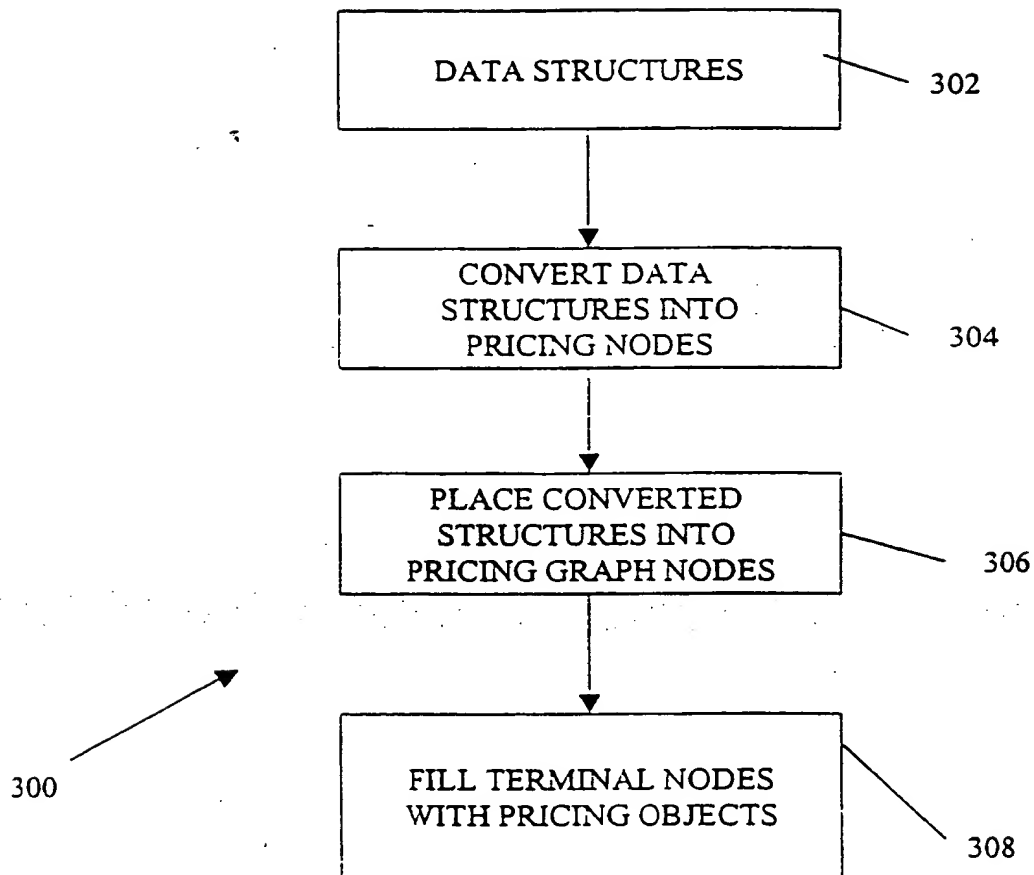 DATA STRUCTURES
302
CONVERT DATA
STRUCTURES INTO
PRICING NODES
304
PLACE CONVERTED
STRUCTURES INTO
PRICING GRAPH NODES
306
300
FILL TERMINAL NODES
WITH PRICING OBJECTS
308